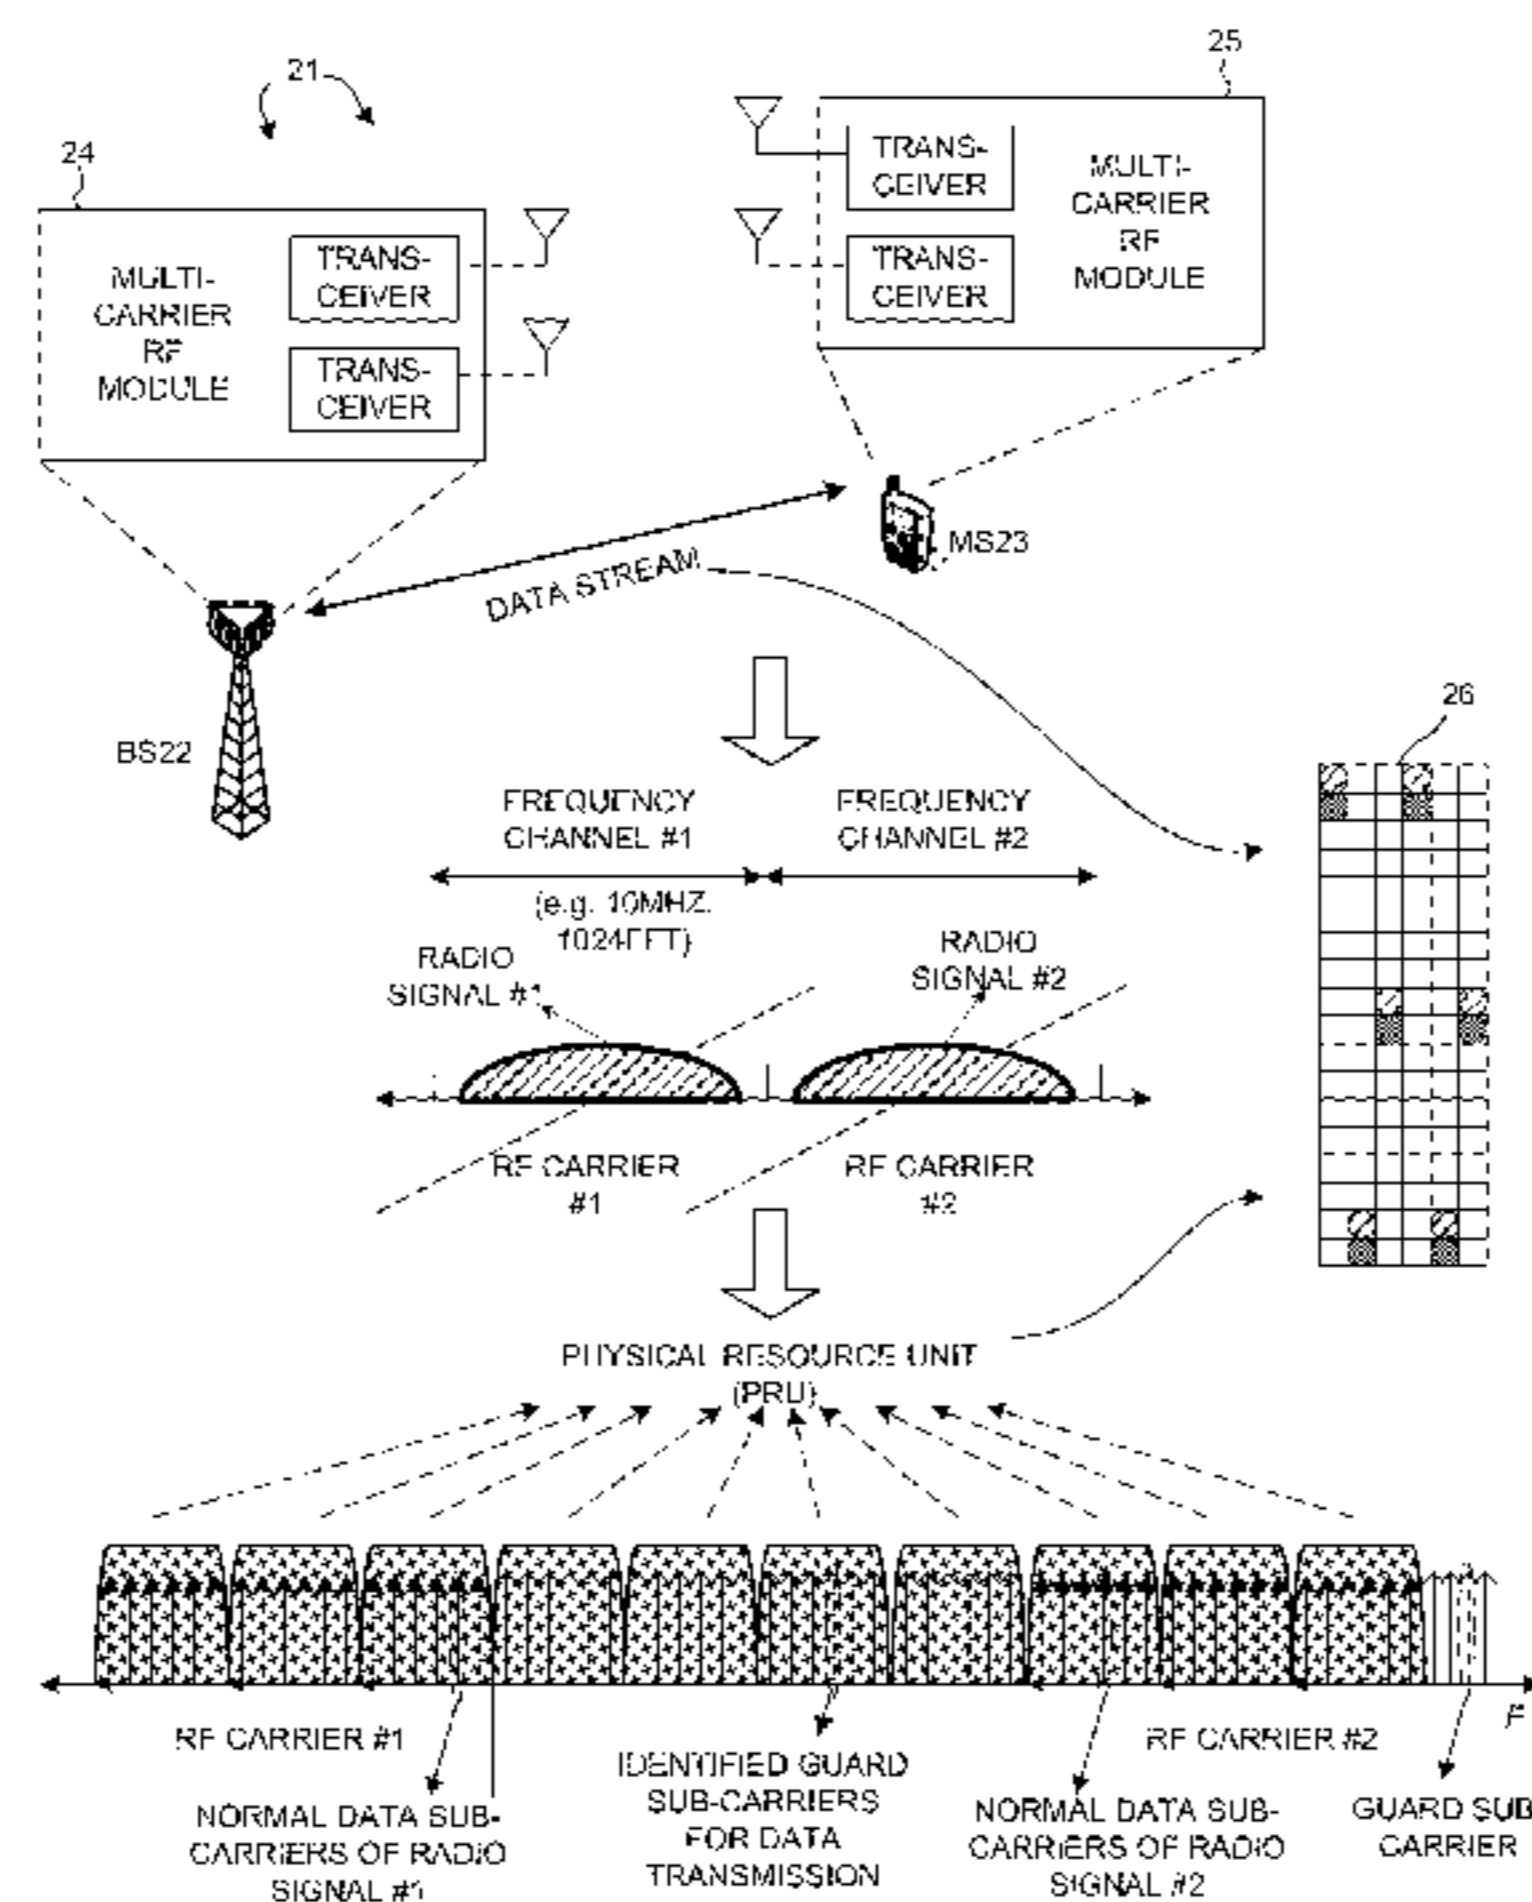 21
25
24
TRANS-
CEIVER
MULTI-
CARRIER
RF
MODULE
TRANS-
CEIVER
MULTI-
CARRIER
RF
MODULE
TRANS-
CEIVER
TRANS-
CEIVER
MS23
DATA STREAM
BS22
26
FREQUENCY
CHANNEL #1
FREQUENCY
CHANNEL #2
(e.g. 10MHZ,
1024FFT)
RADIO
SIGNAL #1
RADIO
SIGNAL #2
RF CARRIER
#1
RF CARRIER
#2
PHYSICAL RESOURCE UNIT
(PRU)
F
RF CARRIER #1
RF CARRIER #2
NORMAL DATA SUB-
CARRIERS OF RADIO
SIGNAL #1
IDENTIFIED GUARD
SUB-CARRIERS
FOR DATA
TRANSMISSION
NORMAL DATA SUB-
CARRIERS OF RADIO
SIGNAL #2
GUARD SUB
CARRIER